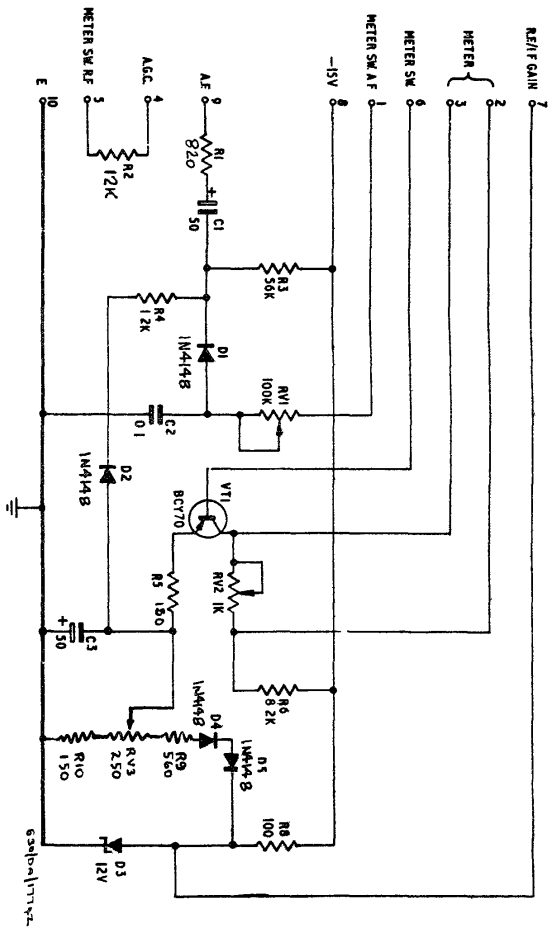 R.F/I.F GAIN 7
METER
2
3
METER SW. 6
METER SW. A.F 1
-15V 8
A.F 9
A.G.C. 4
METER SW. R.F 5
E 10
R1
820
C1
+
50
R2
12K
R3
56K
R4
1.2K
D1
1N4148
RV1
100K
C2
0.1
D2
1N4148
VT1
BCY70
RV2 1K
R5
180
R6
8.2K
C3
+
50
D4
1N4148
D5
1N4148
R9
560
RV3
250
R10
150
R8
100
D3
12V